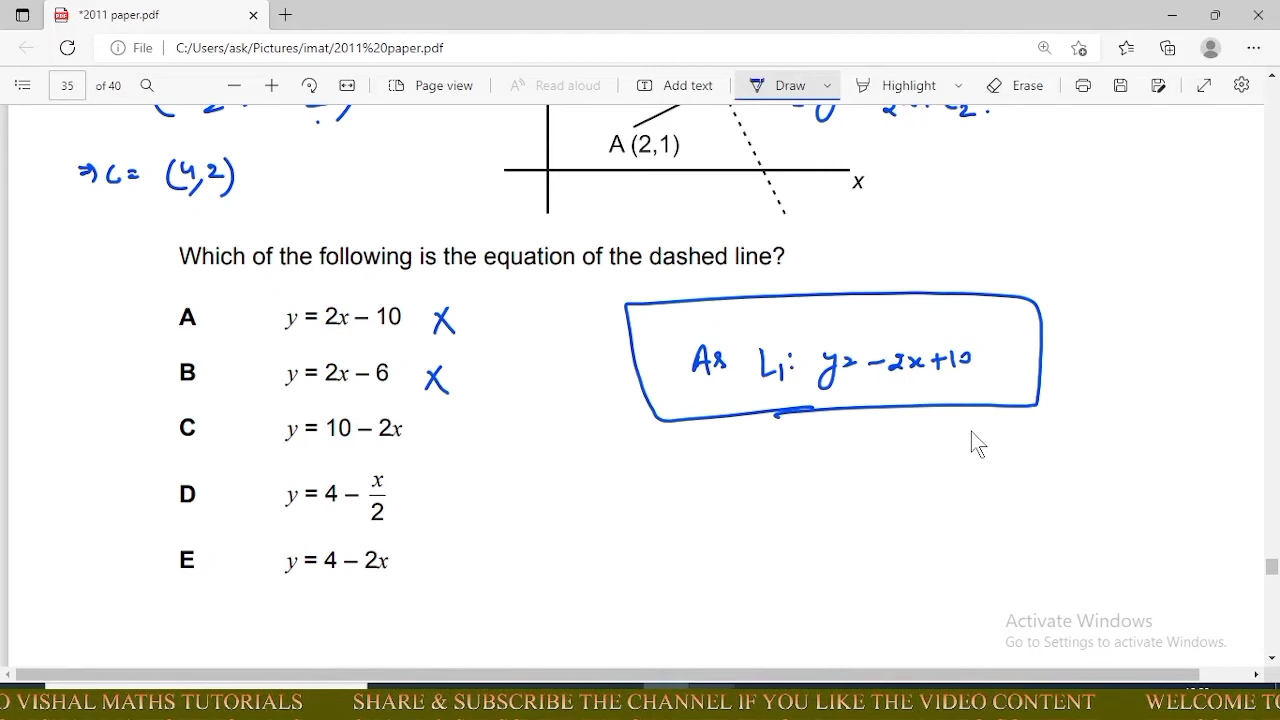 *2011 paper.pdf
File C:/Users/ask/Pictures/imat/2011%20paper.pdf
35 of 40 Page view Read aloud Add text Draw Highlight Erase
A (2,1)
⇒ C = (4,2)
x
Which of the following is the equation of the dashed line?
A y = 2x – 10 X
B y = 2x – 6 X
As L₁: y = -2x+10
C y = 10 – 2x
D y = 4 – x/2
E y = 4 – 2x
Activate Windows
Go to Settings to activate Windows.
O VISHAL MATHS TUTORIALS SHARE & SUBSCRIBE THE CHANNEL IF YOU LIKE THE VIDEO CONTENT WELCOME TO